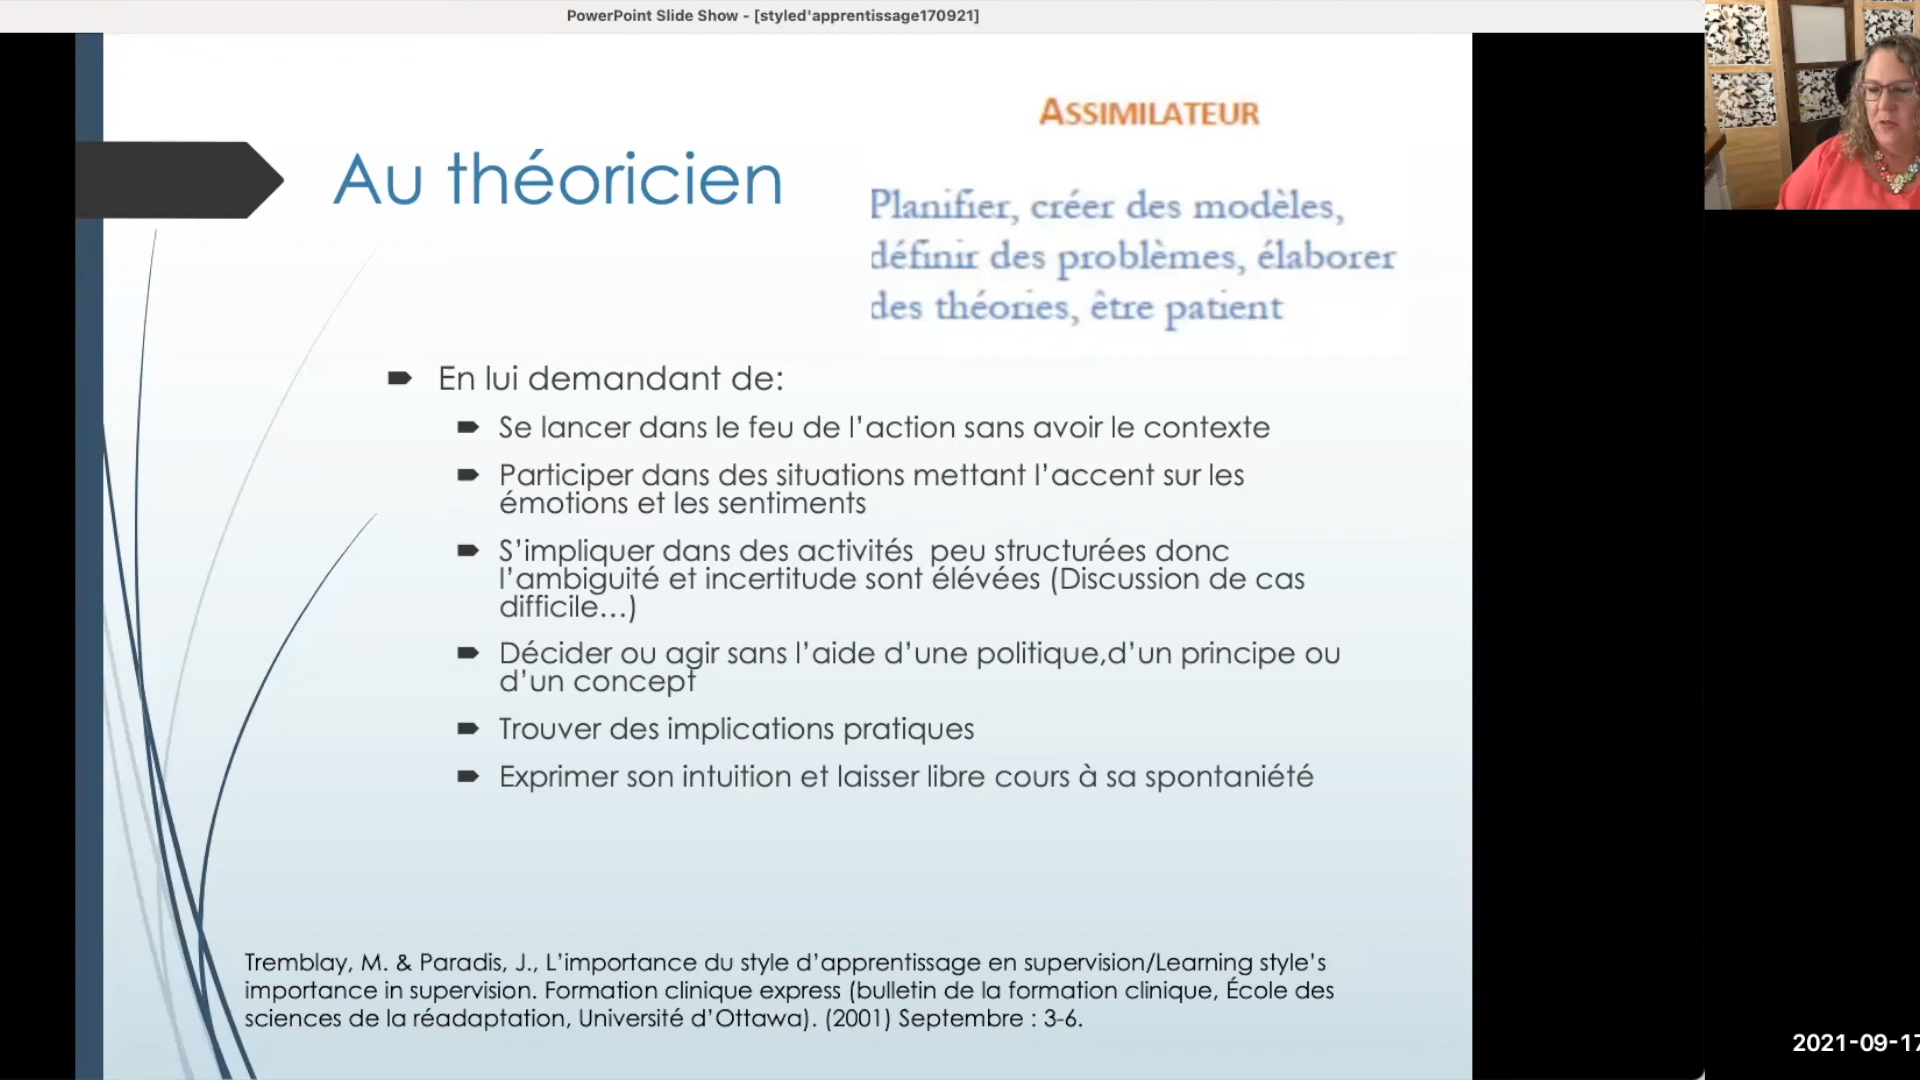 PowerPoint Slide Show - [styled'apprentissage170921]
ASSIMILATEUR
Au théoricien
Planifier, créer des modèles,
définir des problèmes, élaborer
des théories, être patient
En lui demandant de:
Se lancer dans le feu de l’action sans avoir le contexte
Participer dans des situations mettant l’accent sur les
émotions et les sentiments
S’impliquer dans des activités  peu structurées donc
l’ambiguité et incertitude sont élévées (Discussion de cas
difficile…)
Décider ou agir sans l’aide d’une politique,d’un principe ou
d’un concept
Trouver des implications pratiques
Exprimer son intuition et laisser libre cours à sa spontaniété
Tremblay, M. & Paradis, J., L’importance du style d’apprentissage en supervision/Learning style’s
importance in supervision. Formation clinique express (bulletin de la formation clinique, École des
sciences de la réadaptation, Université d’Ottawa). (2001) Septembre : 3-6.
2021-09-17